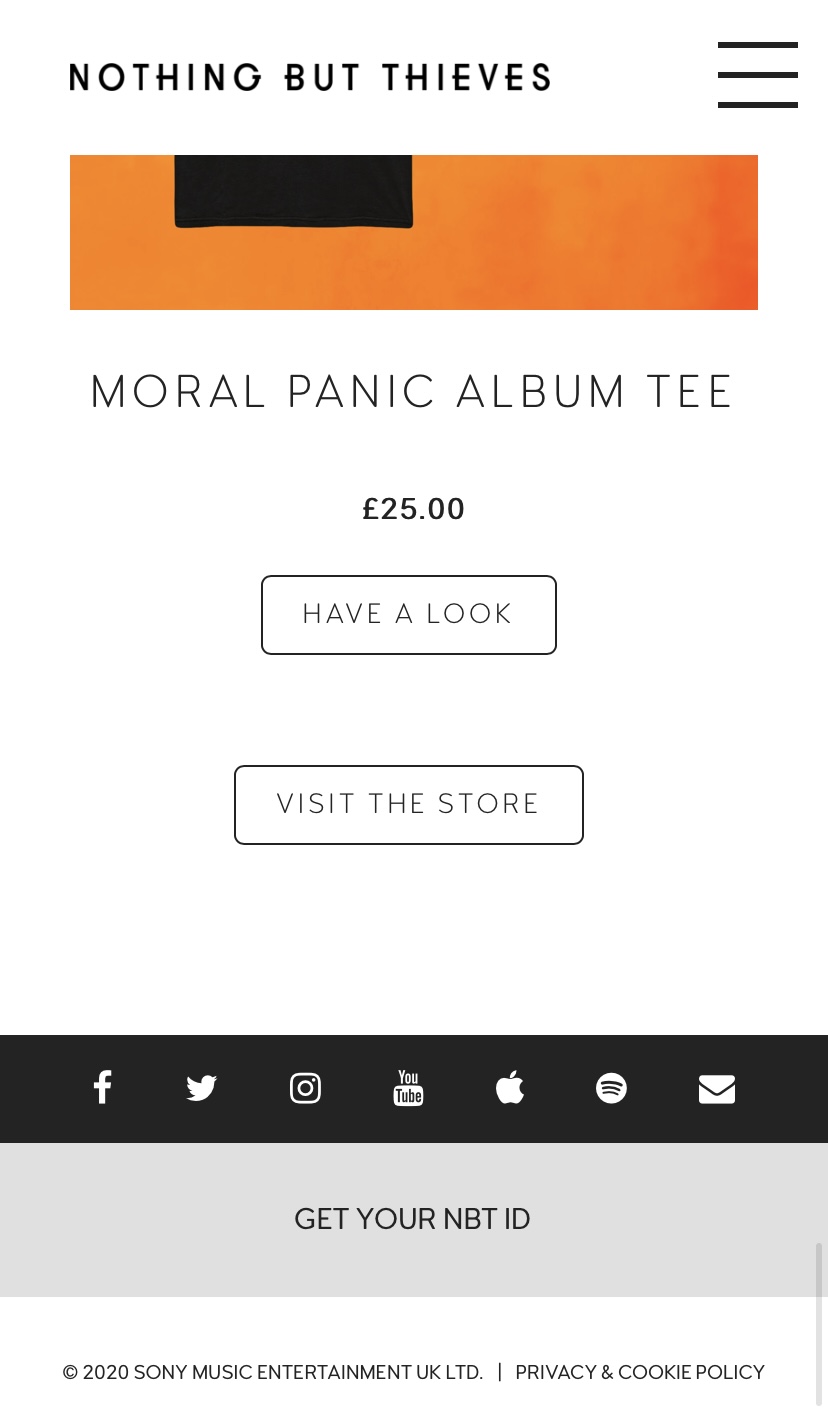 NOTHING BUT THIEVES
MORAL PANIC ALBUM TEE
£25.00
HAVE A LOOK
VISIT THE STORE
You
Tube
GET YOUR NBT ID
© 2020 SONY MUSIC ENTERTAINMENT UK LTD. | PRIVACY & COOKIE POLICY